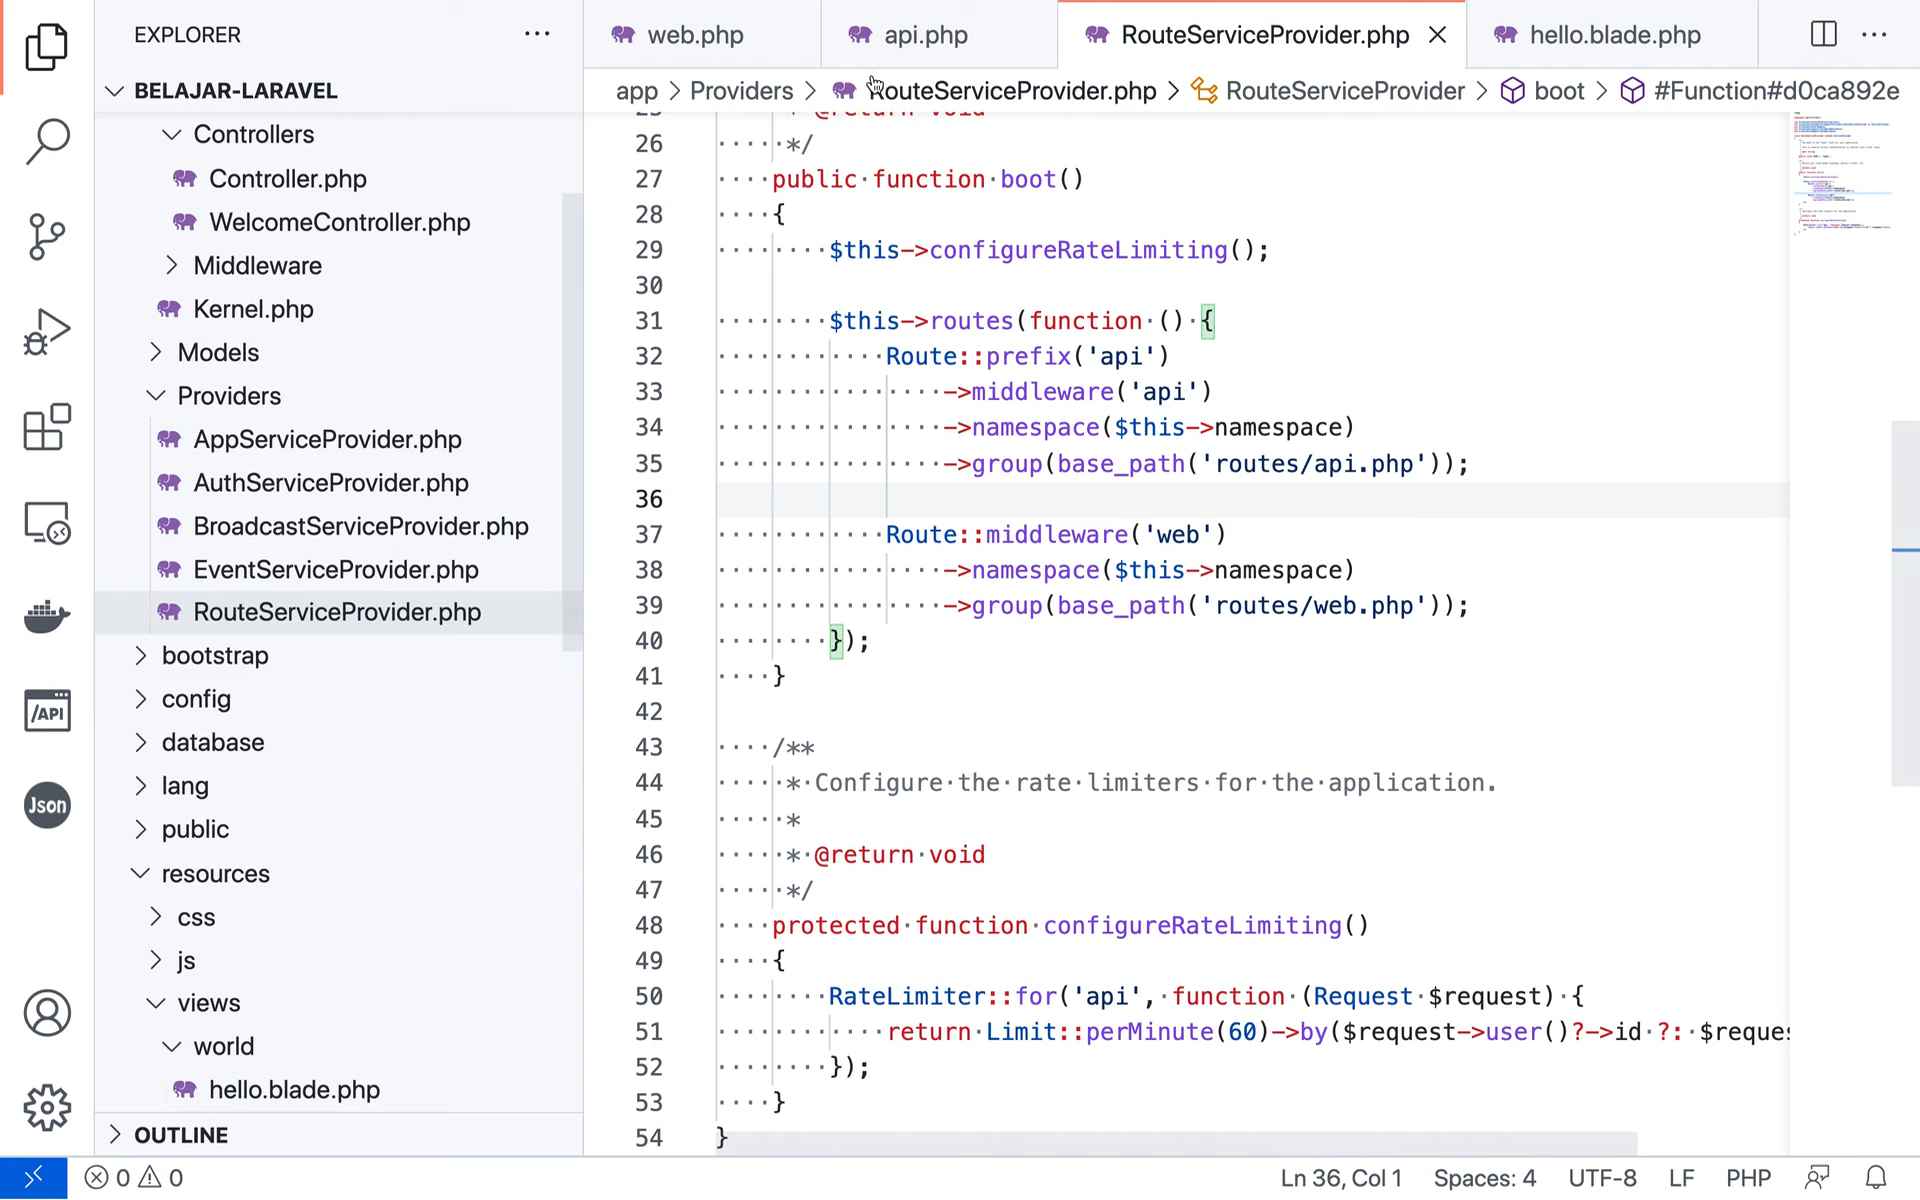 EXPLORER
BELAJAR-LARAVEL
Controllers
Controller.php
WelcomeController.php
Middleware
Kernel.php
Models
Providers
AppServiceProvider.php
AuthServiceProvider.php
BroadcastServiceProvider.php
EventServiceProvider.php
RouteServiceProvider.php
bootstrap
config
database
lang
public
resources
css
js
views
world
hello.blade.php
OUTLINE
/API
Json
web.php
api.php
RouteServiceProvider.php
hello.blade.php
app > Providers > RouteServiceProvider.php > RouteServiceProvider > boot > #Function#d0ca892e
25 * @return void
26 */
27 public function boot()
28 {
29 $this->configureRateLimiting();
30
31 $this->routes(function () {
32 Route::prefix('api')
33 ->middleware('api')
34 ->namespace($this->namespace)
35 ->group(base_path('routes/api.php'));
36
37 Route::middleware('web')
38 ->namespace($this->namespace)
39 ->group(base_path('routes/web.php'));
40 });
41 }
42
43 /**
44 * Configure the rate limiters for the application.
45 *
46 * @return void
47 */
48 protected function configureRateLimiting()
49 {
50 RateLimiter::for('api', function (Request $request) {
51 return Limit::perMinute(60)->by($request->user()?->id ?: $reques
52 });
53 }
54 }
0 0
Ln 36, Col 1
Spaces: 4
UTF-8
LF
PHP